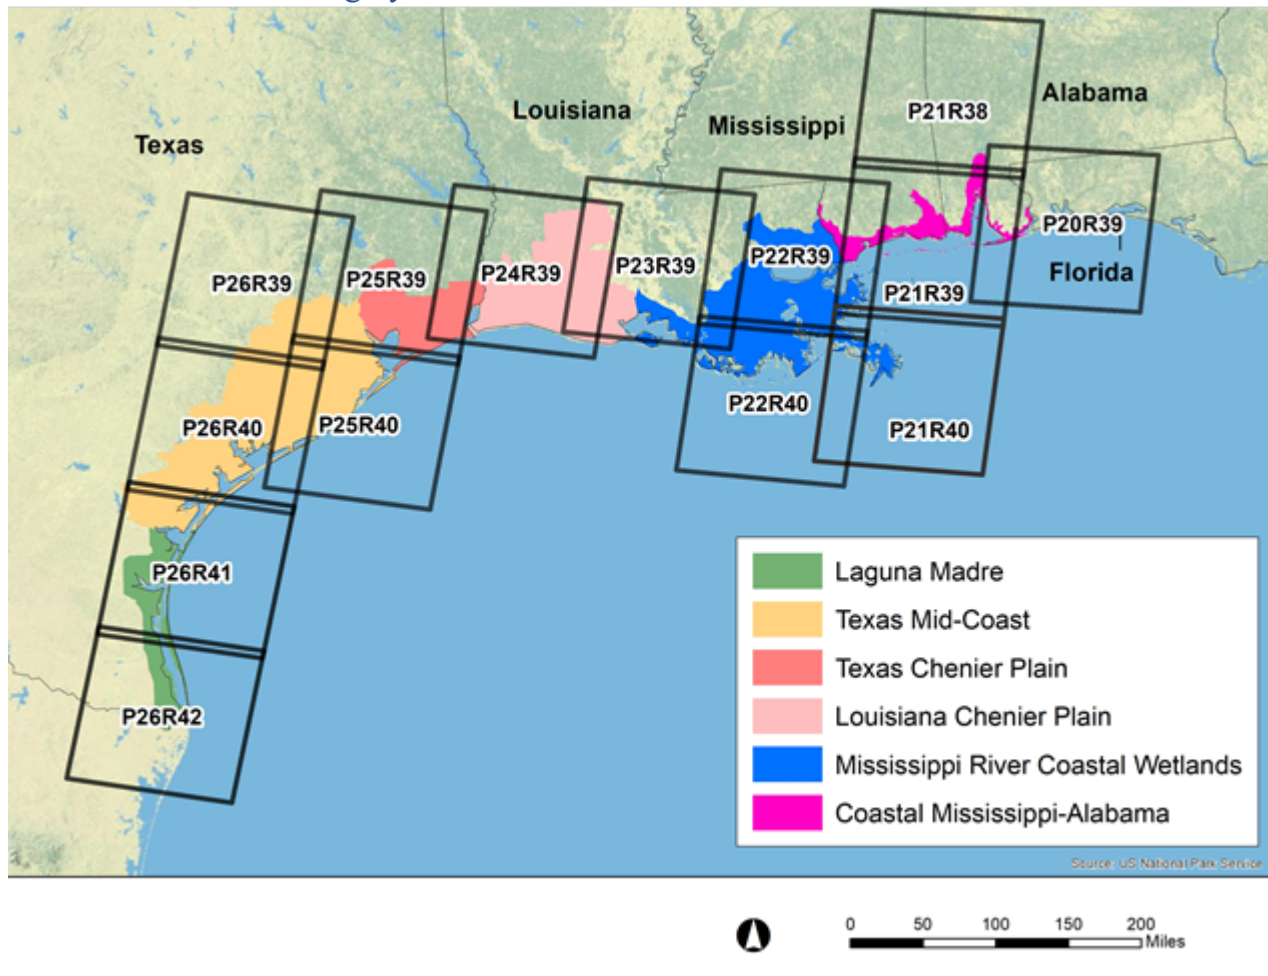 Texas
Louisiana
Mississippi
Alabama
Florida
P21R38
P20R39
P21R39
P22R39
P23R39
P24R39
P25R39
P26R39
P26R40
P25R40
P22R40
P21R40
P26R41
P26R42
Laguna Madre
Texas Mid-Coast
Texas Chenier Plain
Louisiana Chenier Plain
Mississippi River Coastal Wetlands
Coastal Mississippi-Alabama
Source: US National Park Service
0 50 100 150 200
Miles